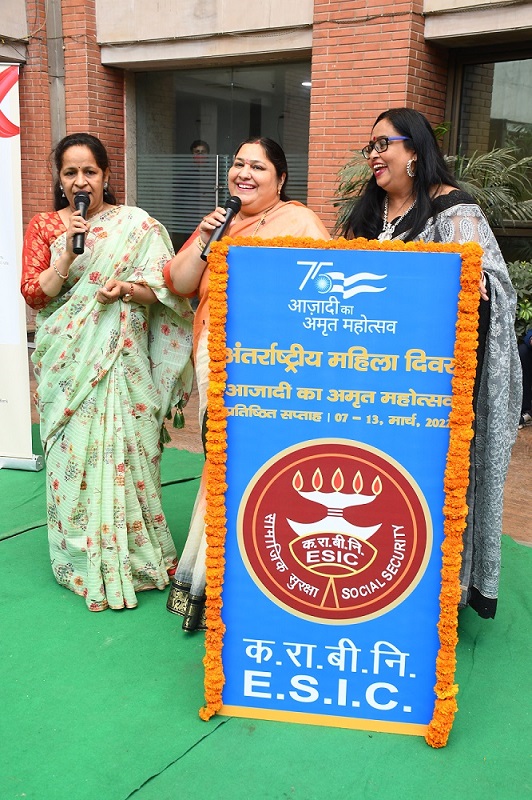 75
आज़ादी का
अमृत महोत्सव
अंतर्राष्ट्रीय महिला दिवस
आजादी का अमृत महोत्सव
प्रतिष्ठित सप्ताह | 07 – 13, मार्च, 2022
सामाजिक सुरक्षा
क.रा.बी.नि.
ESIC
SOCIAL SECURITY
क.रा.बी.नि.
E.S.I.C.